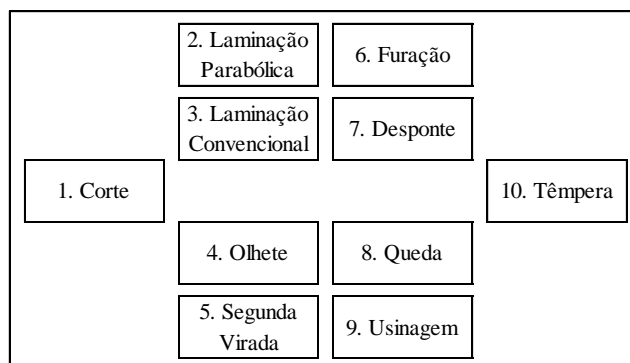 2. Laminação
Parabólica
6. Furação
3. Laminação
Convencional
7. Desponte
1. Corte
10. Têmpera
4. Olhete
8. Queda
5. Segunda
Virada
9. Usinagem